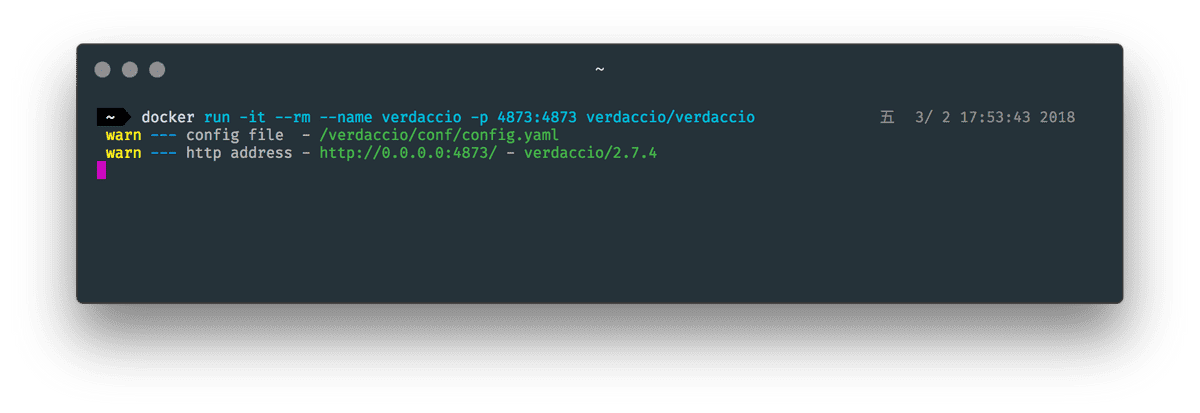 ~
~ docker run -it --rm --name verdaccio -p 4873:4873 verdaccio/verdaccio 五 3/ 2 17:53:43 2018
warn --- config file - /verdaccio/conf/config.yaml
warn --- http address - http://0.0.0.0:4873/ - verdaccio/2.7.4